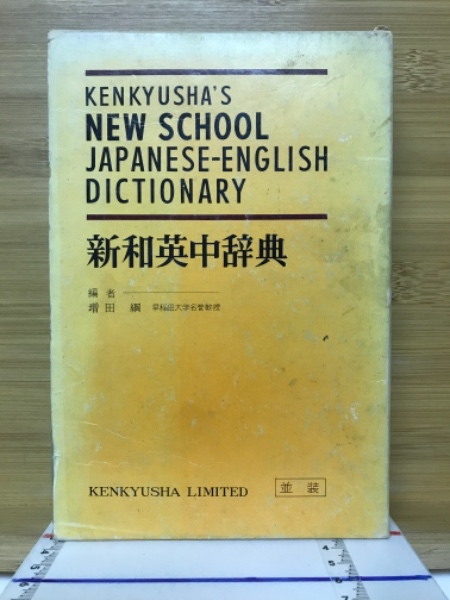 KENKYUSHA'S
NEW SCHOOL
JAPANESE-ENGLISH
DICTIONARY
新和英中辞典
編者
増田 綱 早稲田大学名誉教授
KENKYUSHA LIMITED 並装